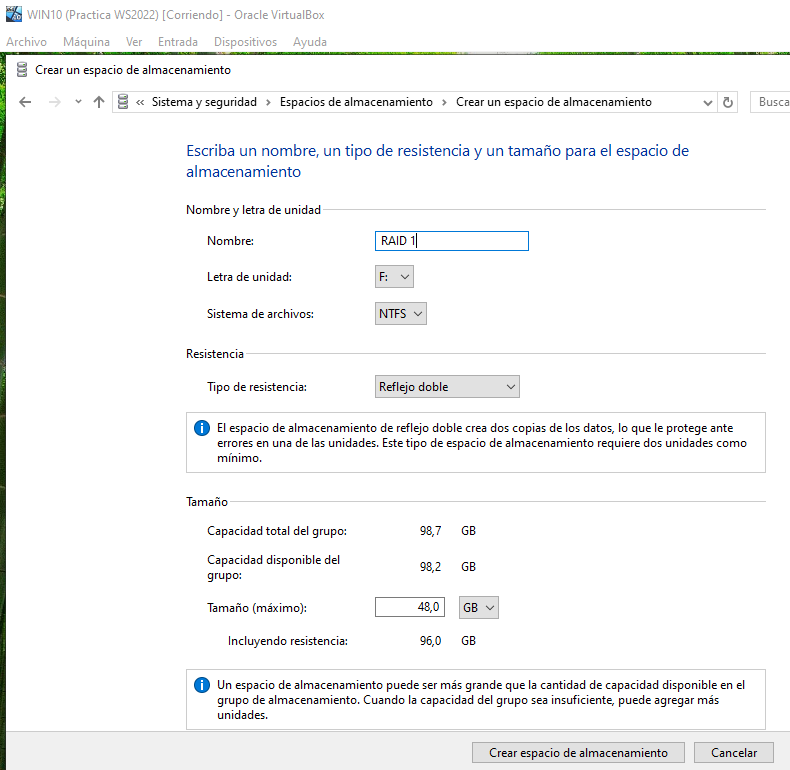 WIN10 (Practica WS2022) [Corriendo] - Oracle VirtualBox
Archivo Máquina Ver Entrada Dispositivos Ayuda
Crear un espacio de almacenamiento
« Sistema y seguridad > Espacios de almacenamiento > Crear un espacio de almacenamiento
Busca
Escriba un nombre, un tipo de resistencia y un tamaño para el espacio de
almacenamiento
Nombre y letra de unidad
Nombre: RAID 1
Letra de unidad: F:
Sistema de archivos: NTFS
Resistencia
Tipo de resistencia: Reflejo doble
El espacio de almacenamiento de reflejo doble crea dos copias de los datos, lo que le protege ante
errores en una de las unidades. Este tipo de espacio de almacenamiento requiere dos unidades como
mínimo.
Tamaño
Capacidad total del grupo: 98,7 GB
Capacidad disponible del
grupo: 98,2 GB
Tamaño (máximo): 48,0 GB
Incluyendo resistencia: 96,0 GB
Un espacio de almacenamiento puede ser más grande que la cantidad de capacidad disponible en el
grupo de almacenamiento. Cuando la capacidad del grupo sea insuficiente, puede agregar más
unidades.
Crear espacio de almacenamiento Cancelar